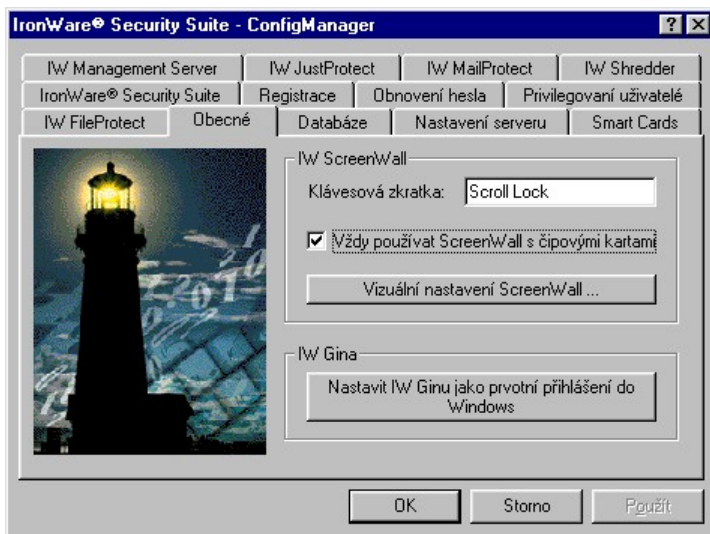 IronWare® Security Suite - ConfigManager
IW Management Server IW JustProtect IW MailProtect IW Shredder
IronWare® Security Suite Registrace Obnovení hesla Privilegovaní uživatelé
IW FileProtect Obecné Databáze Nastavení serveru Smart Cards
IW ScreenWall
Klávesová zkratka: Scroll Lock
Vždy používat ScreenWall s čipovými kartami
Vizuální nastavení ScreenWall ...
IW Gina
Nastavit IW Ginu jako prvotní přihlášení do
Windows
OK Storno Použít